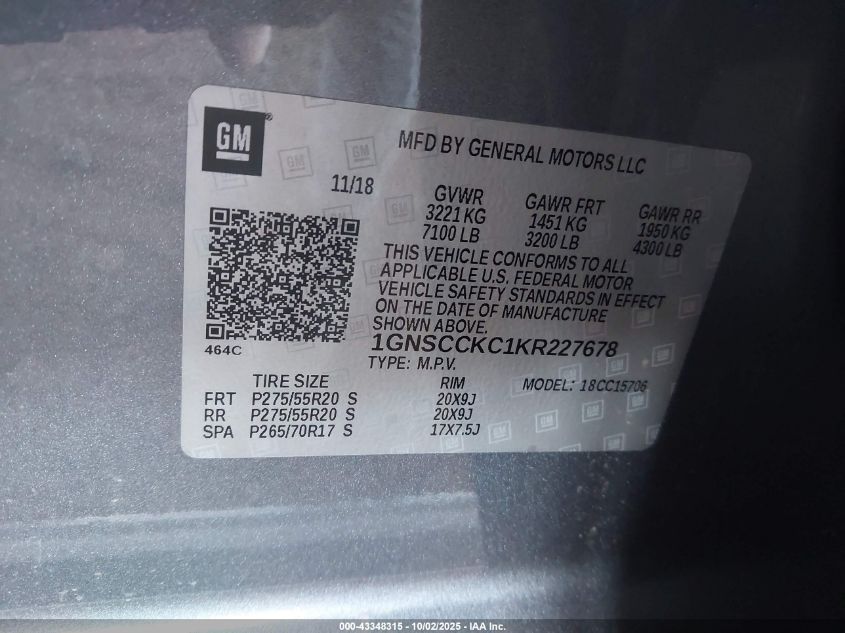 GM
MFD BY GENERAL MOTORS LLC
11/18
GVWR GAWR FRT GAWR RR
3221 KG 1451 KG 1950 KG
7100 LB 3200 LB 4300 LB
THIS VEHICLE CONFORMS TO ALL
APPLICABLE U.S. FEDERAL MOTOR
VEHICLE SAFETY STANDARDS IN EFFECT
ON THE DATE OF MANUFACTURE
SHOWN ABOVE.
464C
1GNSCCKC1KR227678
TYPE: M.P.V.
TIRE SIZE RIM MODEL: 18CC15706
FRT P275/55R20 S 20X9J
RR P275/55R20 S 20X9J
SPA P265/70R17 S 17X7.5J
000-43348315 - 10/02/2025 - IAA Inc.